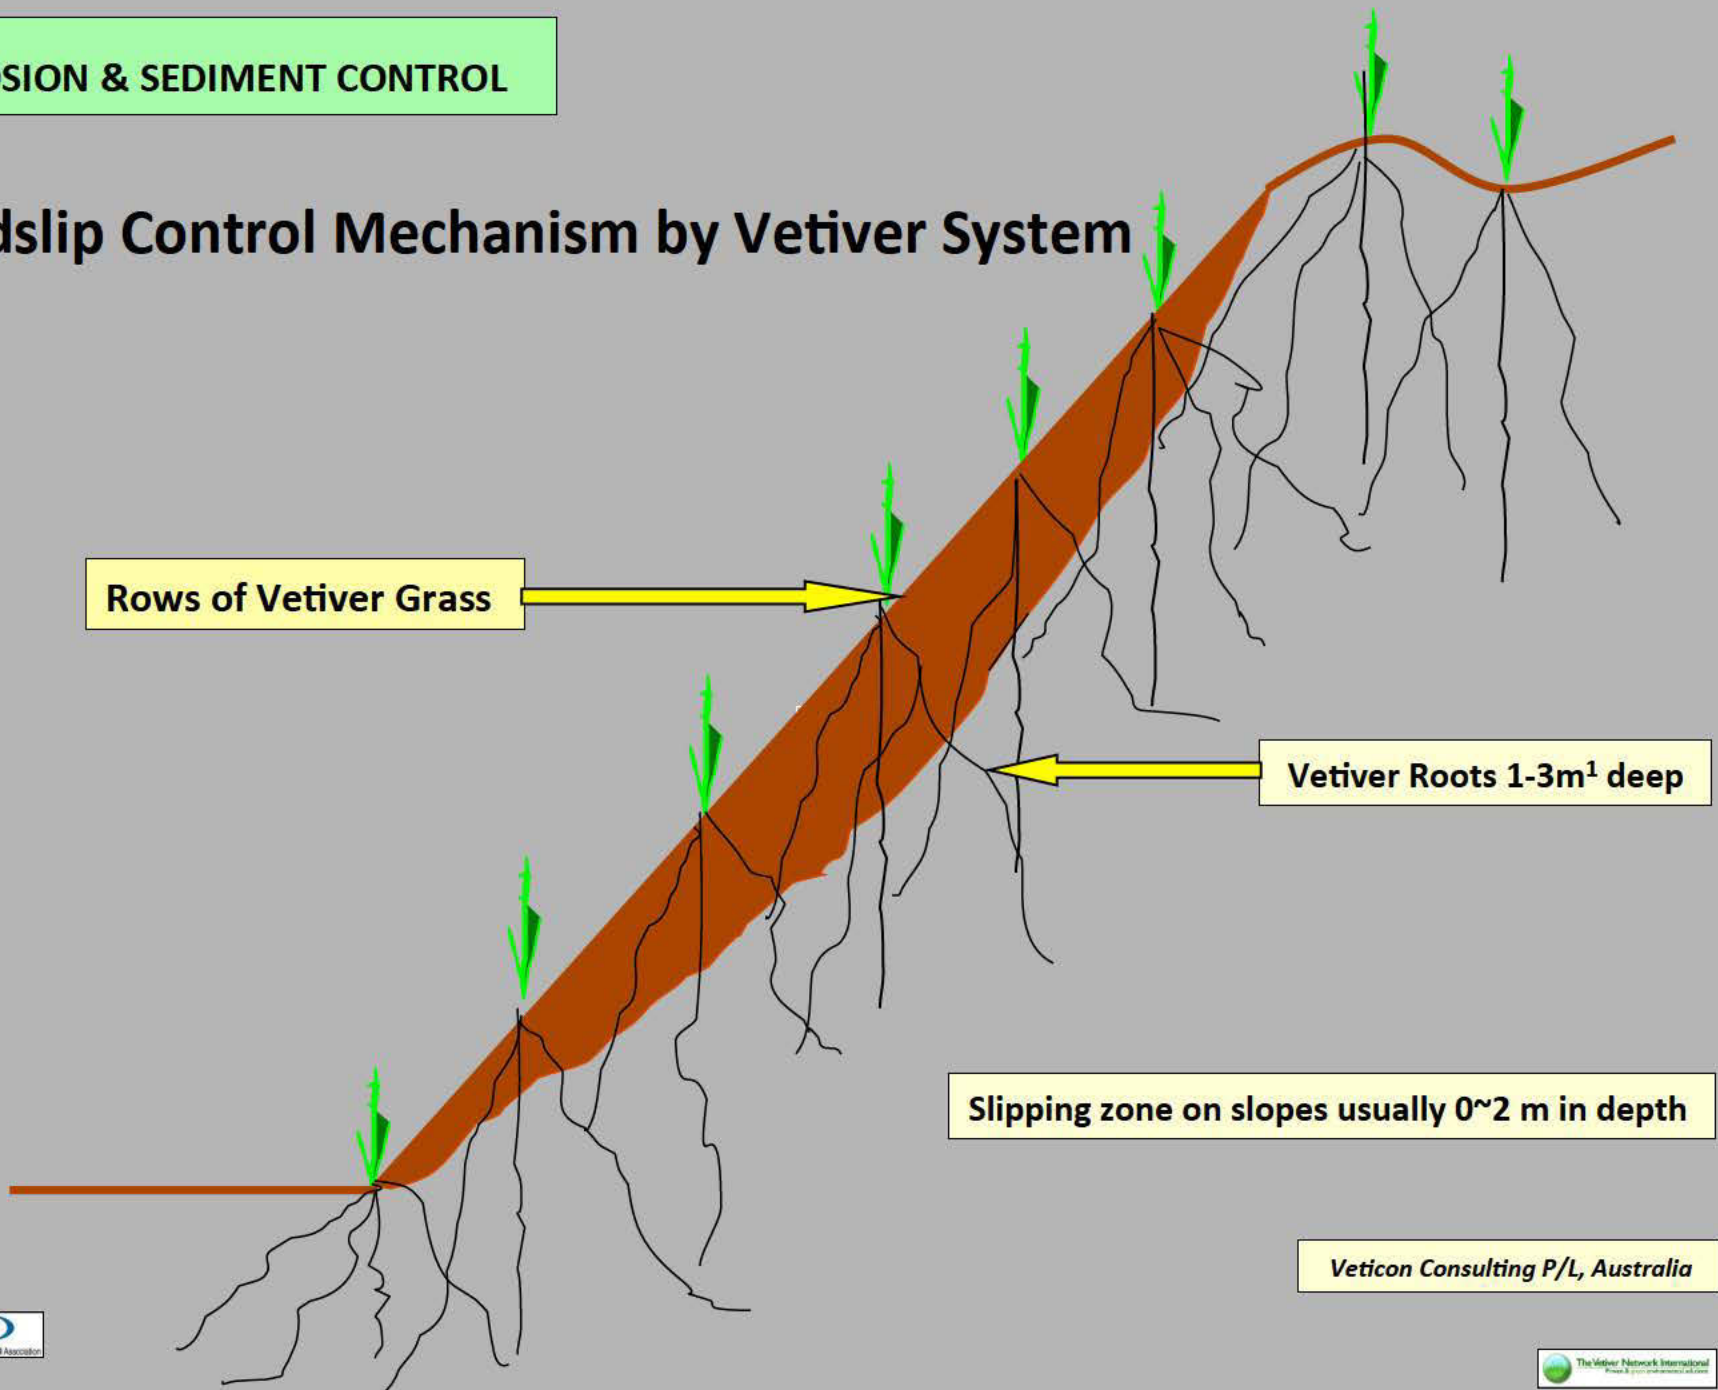 SION & SEDIMENT CONTROL
dslip Control Mechanism by Vetiver System
Rows of Vetiver Grass
Vetiver Roots 1-3m¹ deep
Slipping zone on slopes usually 0~2 m in depth
Veticon Consulting P/L, Australia
Association
The Vetiver Network International